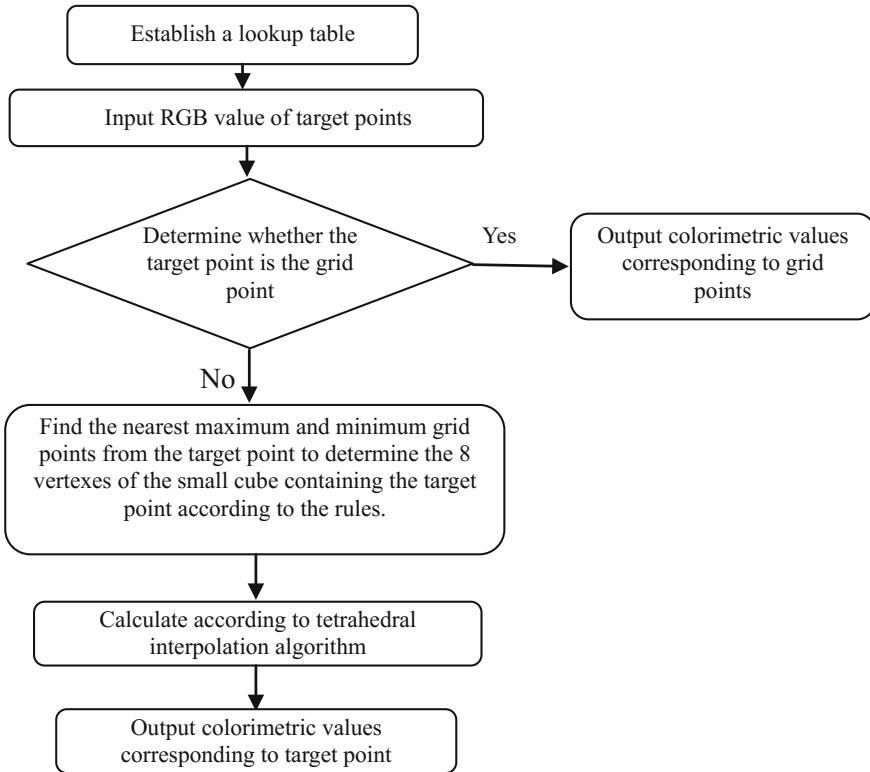 Establish a lookup table
Input RGB value of target points
Determine whether the
target point is the grid
point
Yes
Output colorimetric values
corresponding to grid
points
No
Find the nearest maximum and minimum grid
points from the target point to determine the 8
vertexes of the small cube containing the target
point according to the rules.
Calculate according to tetrahedral
interpolation algorithm
Output colorimetric values
corresponding to target point